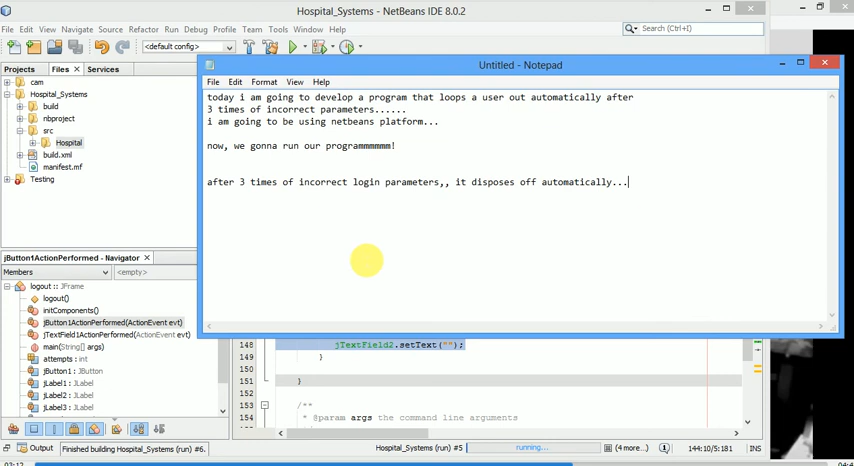 Hospital_Systems - NetBeans IDE 8.0.2
File Edit View Navigate Source Refactor Run Debug Profile Team Tools Window Help
Search (Ctrl+I)
<default config>
Projects Files Services
cam
Hospital_Systems
build
nbproject
src
Hospital
build.xml
manifest.mf
Testing
Untitled - Notepad
File Edit Format View Help
today i am going to develop a program that loops a user out automatically after
3 times of incorrect parameters......
i am going to be using netbeans platform...
now, we gonna run our programmmmmm!
after 3 times of incorrect login parameters,, it disposes off automatically...
jButton1ActionPerformed - Navigator
Members <empty>
logout :: JFrame
logout()
initComponents()
jButton1ActionPerformed(ActionEvent evt)
jTextField1ActionPerformed(ActionEvent evt)
main(String[] args)
attempts : int
jButton1 : JButton
jLabel1 : JLabel
jLabel2 : JLabel
jLabel3 : JLabel
148 jTextField2.setText("");
149 }
150
151 }
152
153 /**
154 * @param args the command line arguments
Output Finished building Hospital_Systems (run) #6.
Hospital_Systems (run) #5 running... (4 more...) 1 144:10/5:181 INS
03:12